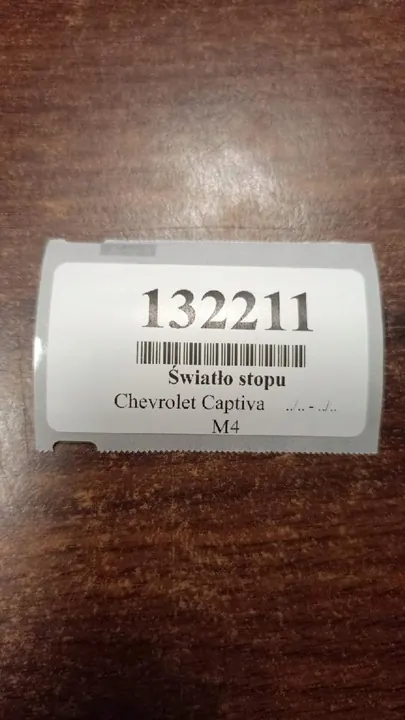 132211
Światło stopu
Chevrolet Captiva ../.. - ../..
M4